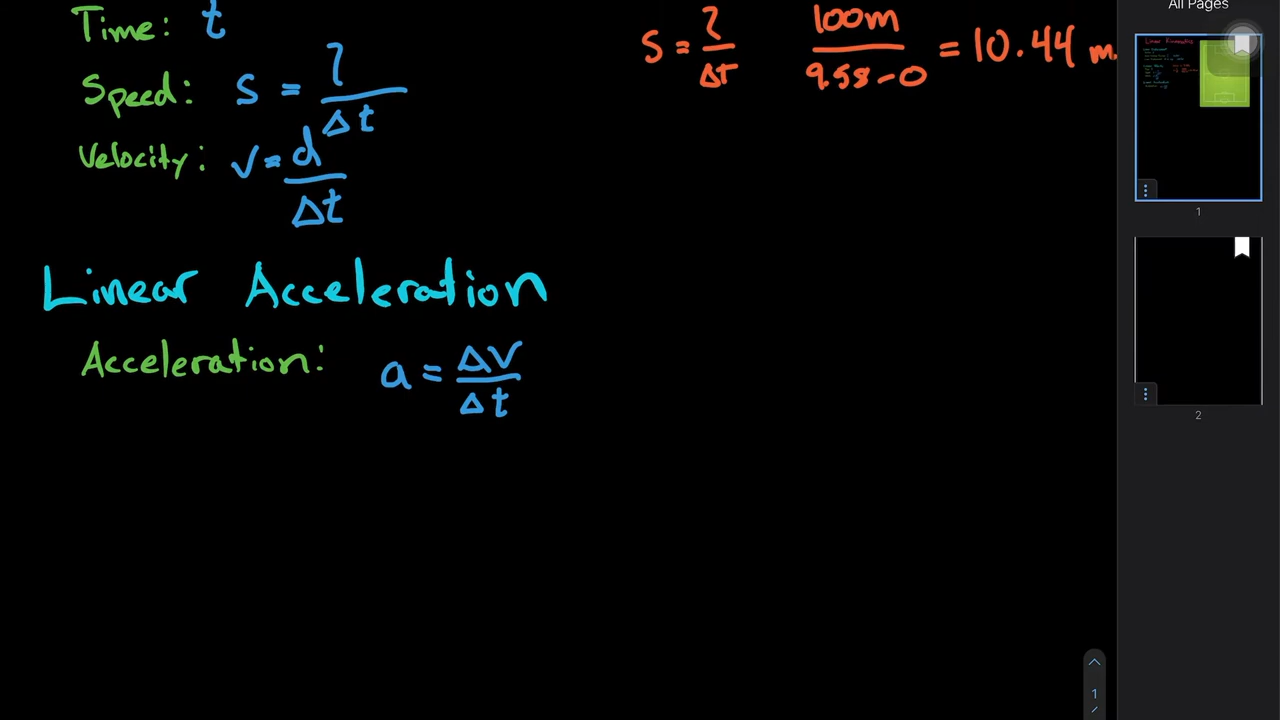 All Pages
Time: t
Speed: s = l / Δt
Velocity: v = d / Δt
s = l / Δt 100m / 9.58 - 0 = 10.44 m
Linear Acceleration
Acceleration: a = Δv / Δt
1
2
1